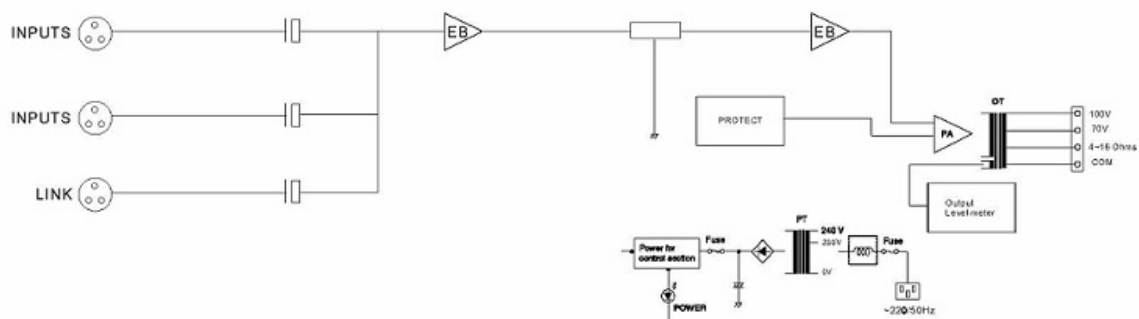 INPUTS
EB
EB
OT
100V
INPUTS
PROTECT
PA
70V
4~16 Ohms
COM
LINK
Output
Level meter
PT
240 V
Fuse
Fuse
Power for
control section
0V
POWER
~220/50Hz